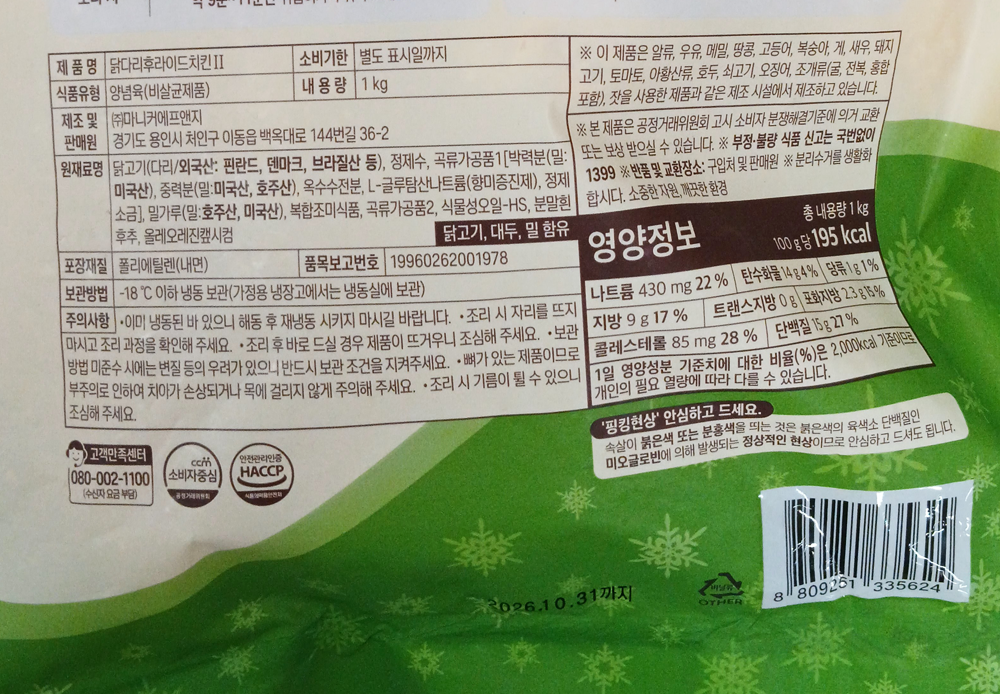 제품명 닭다리후라이드치킨II 소비기한 별도 표시일까지
식품유형 양념육(비살균제품) 내용량 1 kg
제조 및 판매원 ㈜마니커에프앤지
경기도 용인시 처인구 이동읍 백옥대로 144번길 36-2
원재료명 닭고기(다리/외국산: 핀란드, 덴마크, 브라질산 등), 정제수, 곡류가공품1[빡력분(밀:
미국산), 중력분(밀:미국산, 호주산), 옥수수전분, L-글루탐산나트륨(향미증진제), 정제
소금], 밀가루(밀:호주산, 미국산), 복합조미식품, 곡류가공품2, 식물성오일-HS, 분말흰
후추, 올레오레진캪시컴
닭고기, 대두, 밀 함유
포장재질 폴리에틸렌(내면) 품목보고번호 19960262001978
보관방법 -18 ℃ 이하 냉동 보관(가정용 냉장고에서는 냉동실에 보관)
주의사항 •이미 냉동된 바 있으니 해동 후 재냉동 시키지 마시길 바랍니다. •조리 시 자리를 뜨지
마시고 조리 과정을 확인해 주세요. •조리 후 바로 드실 경우 제품이 뜨거우니 조심해 주세요. •보관
방법 미준수 시에는 변질 등의 우려가 있으니 반드시 보관 조건을 지켜주세요. •뼈가 있는 제품이므로
부주의로 인하여 치아가 손상되거나 목에 걸리지 않게 주의해 주세요. •조리 시 기름이 튈 수 있으니
조심해 주세요.
※ 이 제품은 알류, 우유, 메밀, 땅콩, 고등어, 복숭아, 게, 새우, 돼지
고기, 토마토, 아황산류, 호두, 쇠고기, 오징어, 조개류(굴, 전복, 홍합
포함), 잣을 사용한 제품과 같은 제조 시설에서 제조하고 있습니다.
※ 본 제품은 공정거래위원회 고시 소비자 분쟁해결기준에 의거 교환
또는 보상 받으실 수 있습니다. ※ 부정·불량 식품 신고는 국번없이
1399 ※ 반품 및 교환장소: 구입처 및 판매원 ※ 분리수거를 생활화
합시다. 소중한 자원, 깨끗한 환경
영양정보
총 내용량 1 kg
100 g당 195 kcal
나트륨 430 mg 22 % 탄수화물 14 g 4 % 당류 1 g 1 %
지방 9 g 17 % 트랜스지방 0 g 포화지방 2.3 g 15 %
콜레스테롤 85 mg 28 % 단백질 15 g 27 %
1일 영양성분 기준치에 대한 비율(%)은 2,000kcal 기준이므로
개인의 필요 열량에 따라 다를 수 있습니다.
'핑킹현상' 안심하고 드세요.
속살이 붉은색 또는 분홍색을 띄는 것은 붉은색의 육색소 단백질인
미오글로빈에 의해 발생되는 정상적인 현상이므로 안심하고 드셔도 됩니다.
고객만족센터
080-002-1100
(수신자 요금 부담)
ccm
소비자중심
공정거래위원회
안전관리인증
HACCP
식품의약품안전처
2026.10.31까지
비닐류
OTHER
8 809261 335624